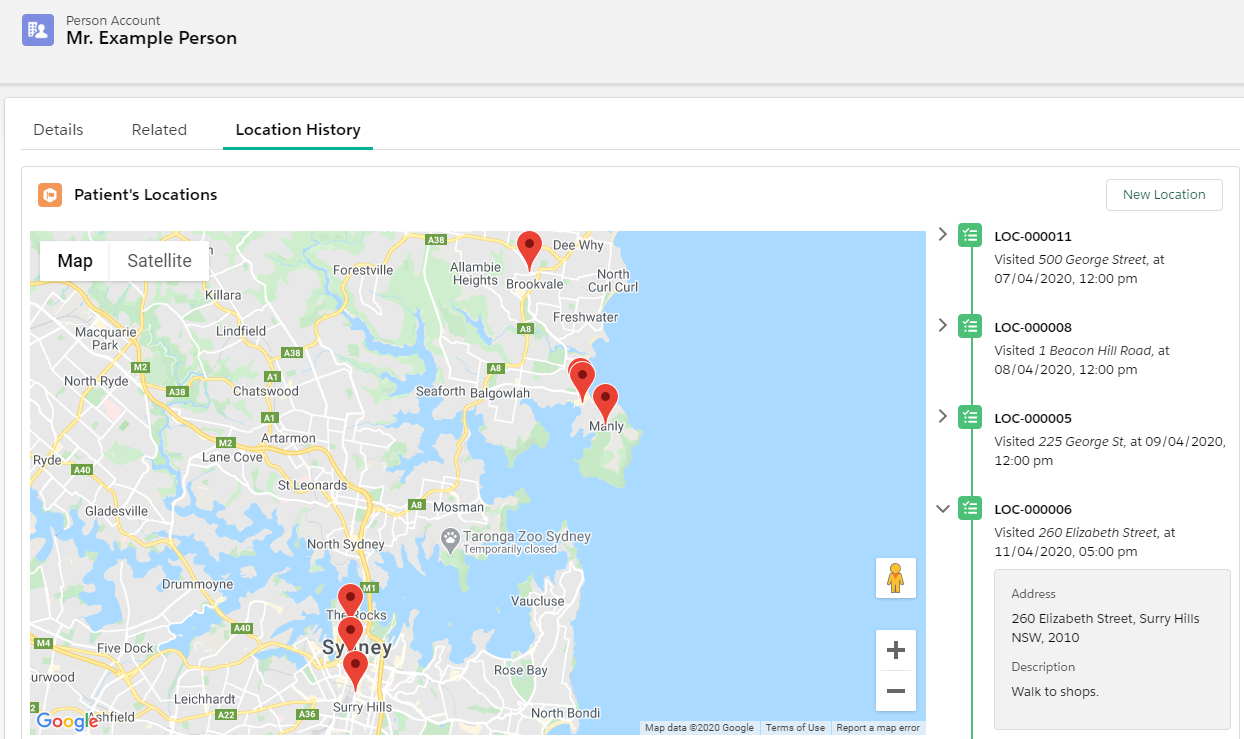 Person Account
Mr. Example Person
Details
Related
Location History
Patient's Locations
New Location
Map
Satellite
A38
Dee Why
Forestville
Allambie
Heights
Brookvale
North
Curl Curl
Killara
Freshwater
Macquarie
Park
Lindfield
A8
A38
M2
A8
A1
North Ryde
A38
Chatswood
Seaforth
Balgowlah
A1
Manly
Artarmon
M2
Lane Cove
Ryde
A40
St Leonards
A8
Mosman
Gladesville
Taronga Zoo Sydney
Temporarily closed
North Sydney
Drummoyne
M1
Vaucluse
The Rocks
A40
M4
Five Dock
Sydney
Rose Bay
urwood
Leichhardt
Surry Hills
North Bondi
A22
A36
2
Google
Ashfield
Map data ©2020 Google
Terms of Use
Report a map error
LOC-000011
Visited 500 George Street, at
07/04/2020, 12:00 pm
LOC-000008
Visited 1 Beacon Hill Road, at
08/04/2020, 12:00 pm
LOC-000005
Visited 225 George St, at 09/04/2020,
12:00 pm
LOC-000006
Visited 260 Elizabeth Street, at
11/04/2020, 05:00 pm
Address
260 Elizabeth Street, Surry Hills
NSW, 2010
Description
Walk to shops.